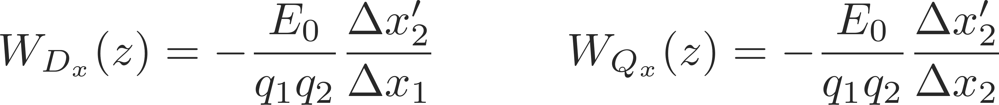 W_{D_x}(z) = -\frac{E_0}{q_1 q_2} \frac{\Delta x'_2}{\Delta x_1} \qquad W_{Q_x}(z) = -\frac{E_0}{q_1 q_2} \frac{\Delta x'_2}{\Delta x_2}